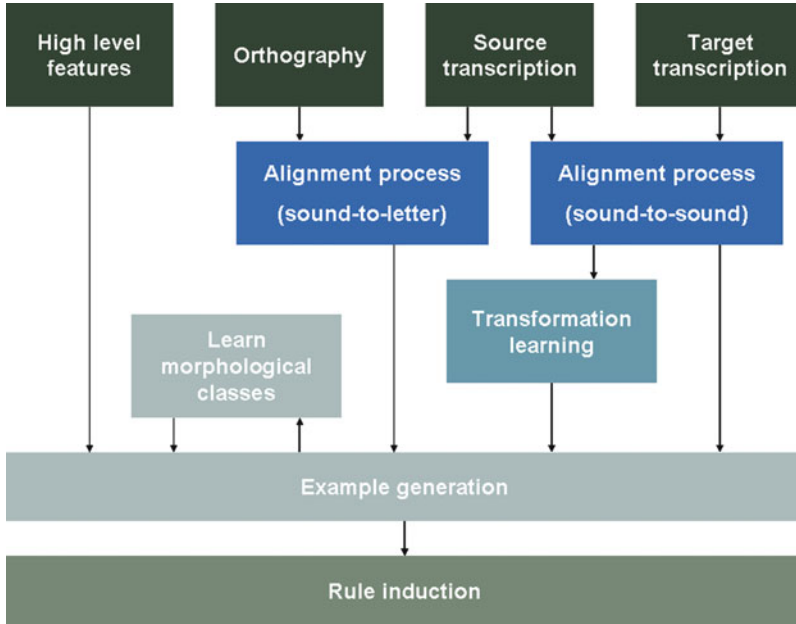 High level
features
Orthography
Source
transcription
Target
transcription
Alignment process
(sound-to-letter)
Alignment process
(sound-to-sound)
Transformation
learning
Learn
morphological
classes
Example generation
Rule induction